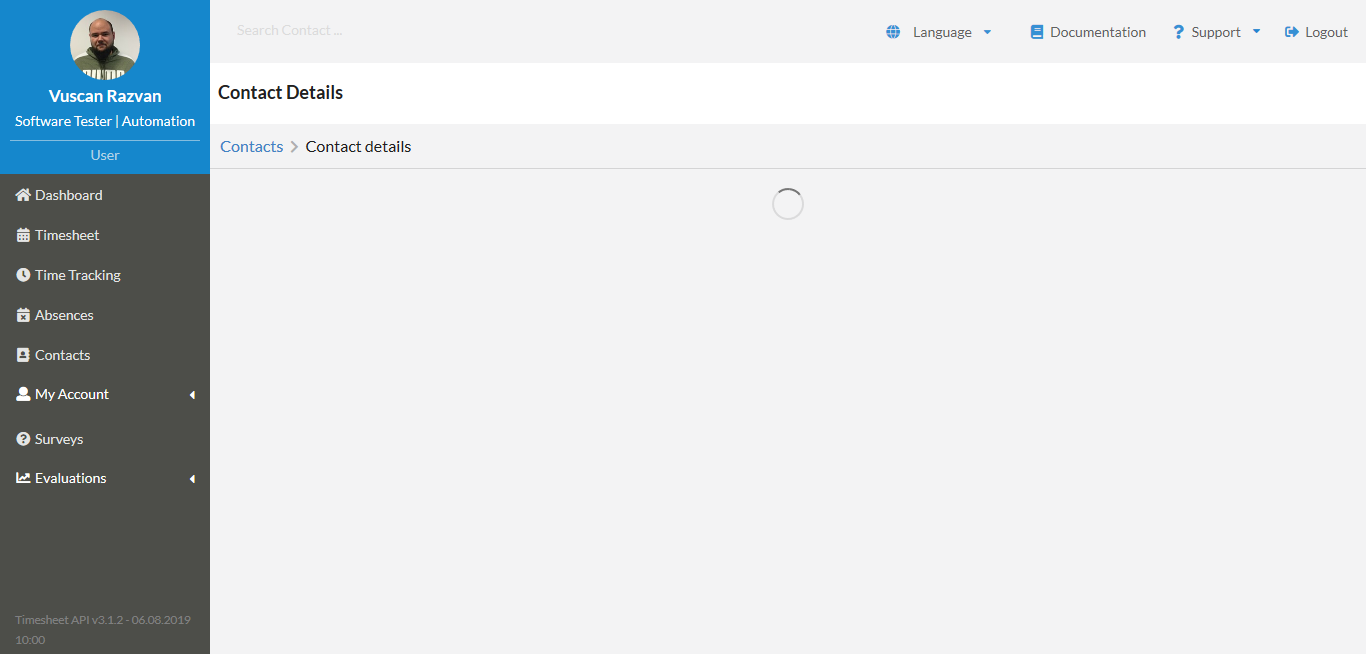 Vuscan Razvan
Software Tester | Automation
User
Dashboard
Timesheet
Time Tracking
Absences
Contacts
My Account
Surveys
Evaluations
Timesheet API v3.1.2 - 06.08.2019
10:00
Search Contact ...
Language
Documentation
Support
Logout
Contact Details
Contacts
Contact details